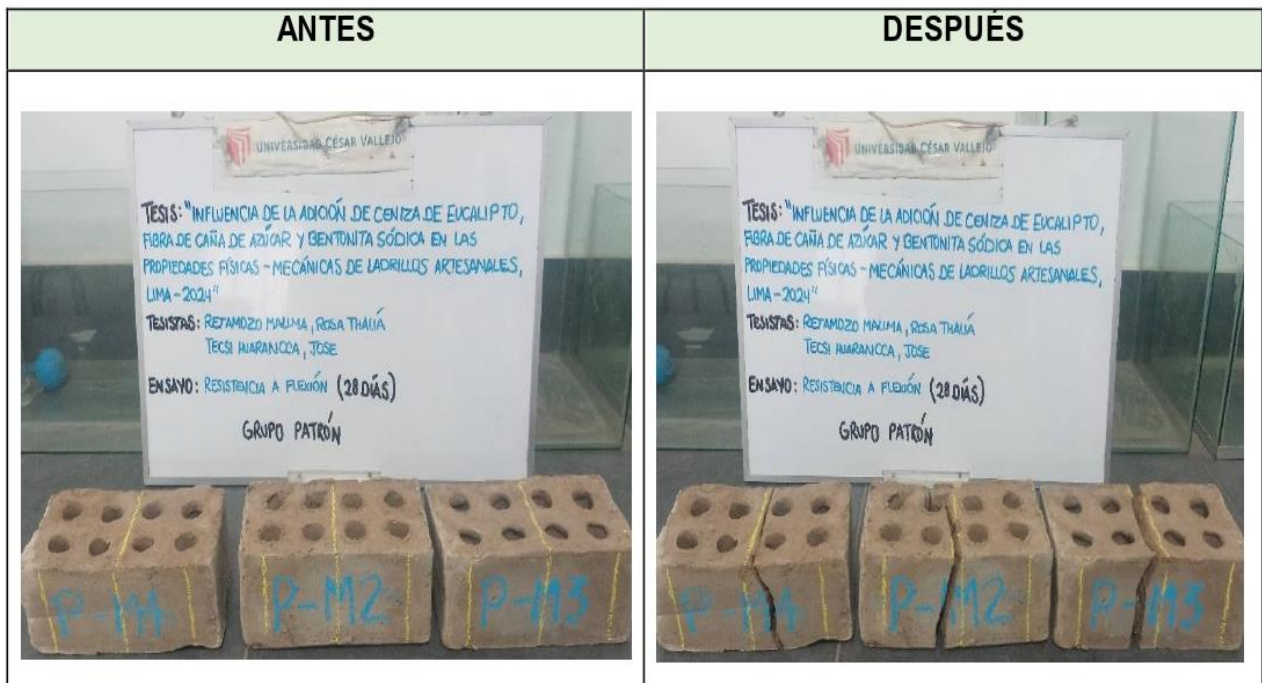 ANTES
DESPUÉS
UNIVERSIDAD CÉSAR VALLEJO
TESIS: "INFLUENCIA DE LA ADICIÓN DE CENIZA DE EUCALIPTO,
FIBRA DE CAÑA DE AZÚCAR Y BENTONITA SÓDICA EN LAS
PROPIEDADES FÍSICAS - MECÁNICAS DE LADRILLOS ARTESANALES,
LIMA - 2024"
TESISTAS: RETAMOZO MALIMA, ROSA THALIÁ
TECSI HUARANCCA, JOSE
ENSAYO: RESISTENCIA A FLEXIÓN (28 DÍAS)
GRUPO PATRÓN
P-M1
P-M2
P-M3
UNIVERSIDAD CÉSAR VALLEJO
TESIS: "INFLUENCIA DE LA ADICIÓN DE CENIZA DE EUCALIPTO,
FIBRA DE CAÑA DE AZÚCAR Y BENTONITA SÓDICA EN LAS
PROPIEDADES FÍSICAS - MECÁNICAS DE LADRILLOS ARTESANALES,
LIMA - 2024"
TESISTAS: RETAMOZO MALIMA, ROSA THALIÁ
TECSI HUARANCCA, JOSE
ENSAYO: RESISTENCIA A FLEXIÓN (28 DÍAS)
GRUPO PATRÓN
P-M1
P-M2
P-M3